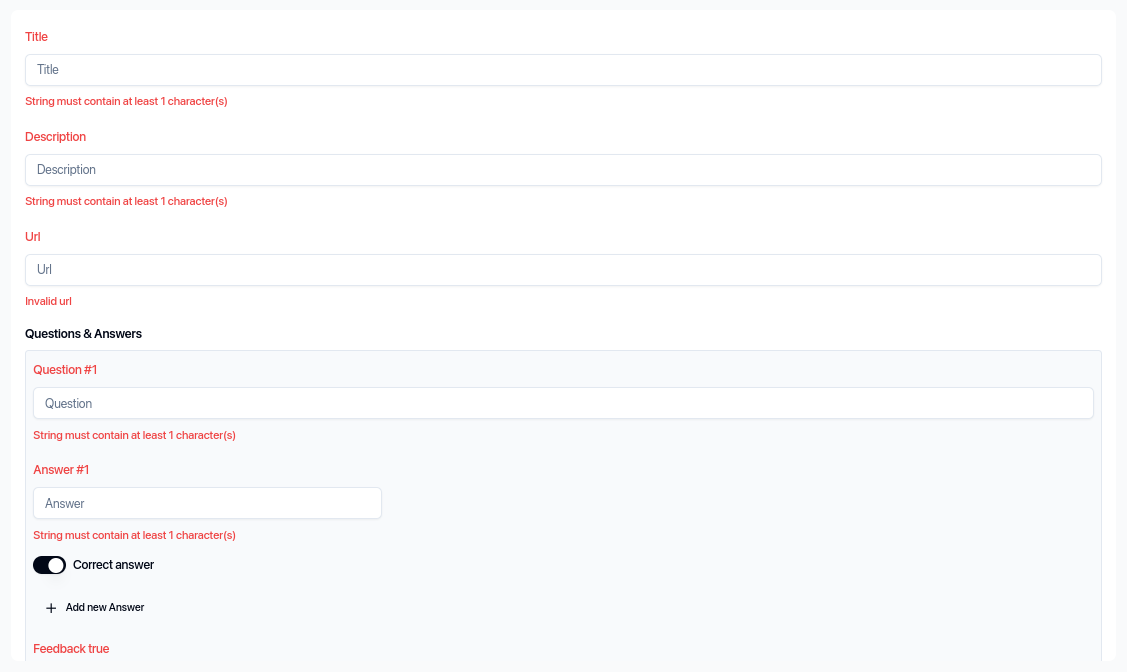 Title
Title
String must contain at least 1 character(s)
Description
Description
String must contain at least 1 character(s)
Url
Url
Invalid url
Questions & Answers
Question #1
Question
String must contain at least 1 character(s)
Answer #1
Answer
String must contain at least 1 character(s)
Correct answer
Add new Answer
Feedback true